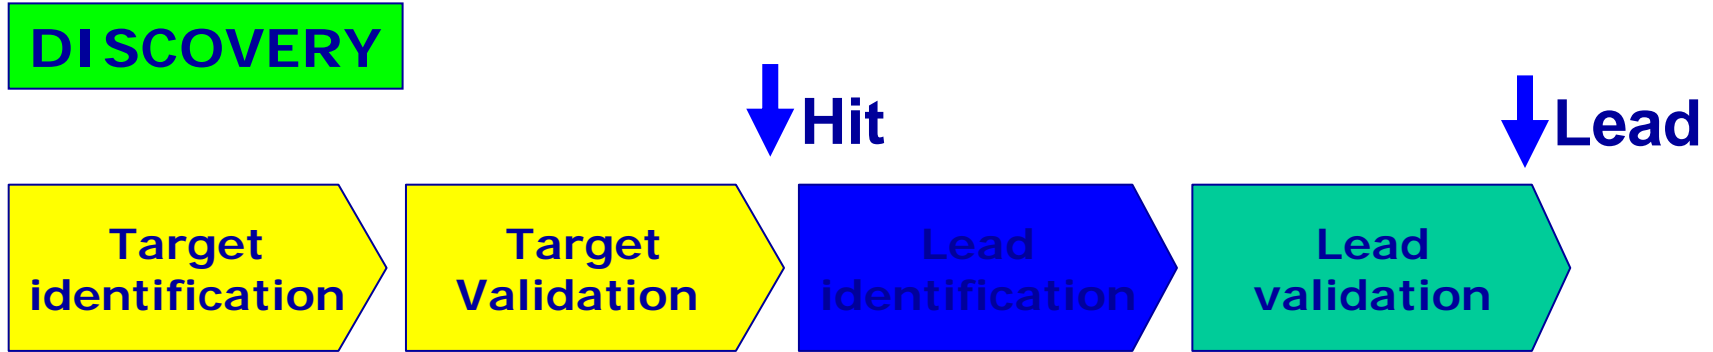 DISCOVERY
Hit
Lead
Target
identification
Target
Validation
Lead
identification
Lead
validation